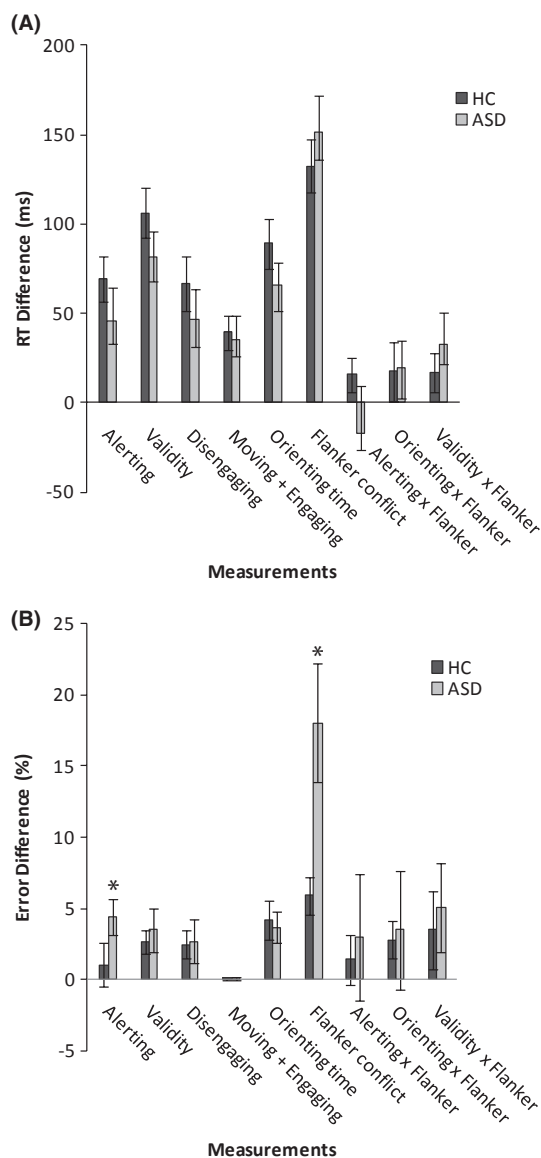 (A)
200
150
100
50
0
-50
RT Difference (ms)
HC
ASD
Alerting
Validity
Disengaging
Moving + Engaging
Orienting time
Flanker conflict
Alerting x Flanker
Orienting x Flanker
Validity x Flanker
Measurements
(B)
25
20
15
10
5
0
-5
Error Difference (%)
*
*
HC
ASD
Alerting
Validity
Disengaging
Moving + Engaging
Orienting time
Flanker conflict
Alerting x Flanker
Orienting x Flanker
Validity x Flanker
Measurements